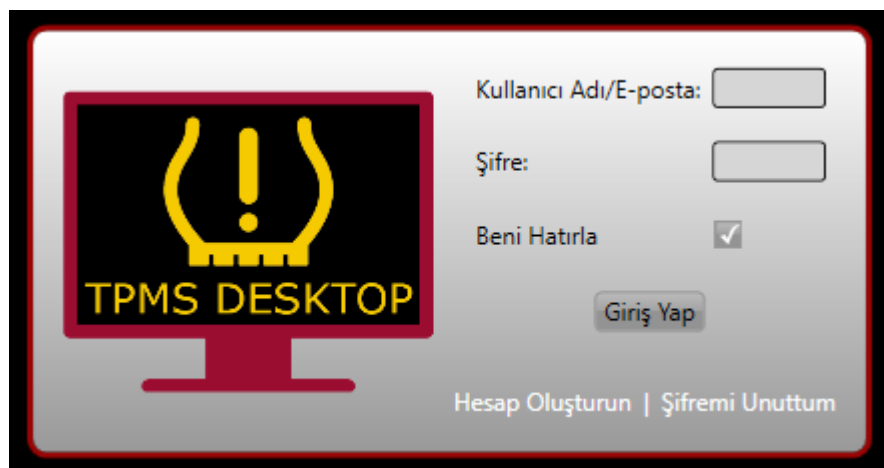 TPMS DESKTOP
Kullanıcı Adı/E-posta:
Şifre:
Beni Hatırla
Giriş Yap
Hesap Oluşturun | Şifremi Unuttum